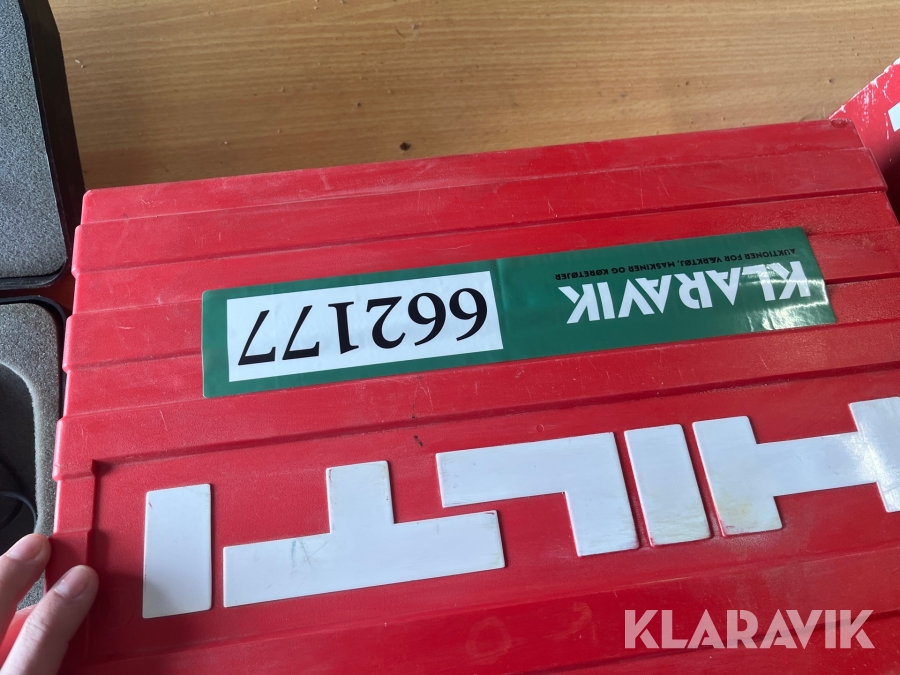 KLARAVIK
AUKTIONER FOR VÆRKTØJ, MASKINER OG KØRETØJER
662177
HILTI
KLARAVIK